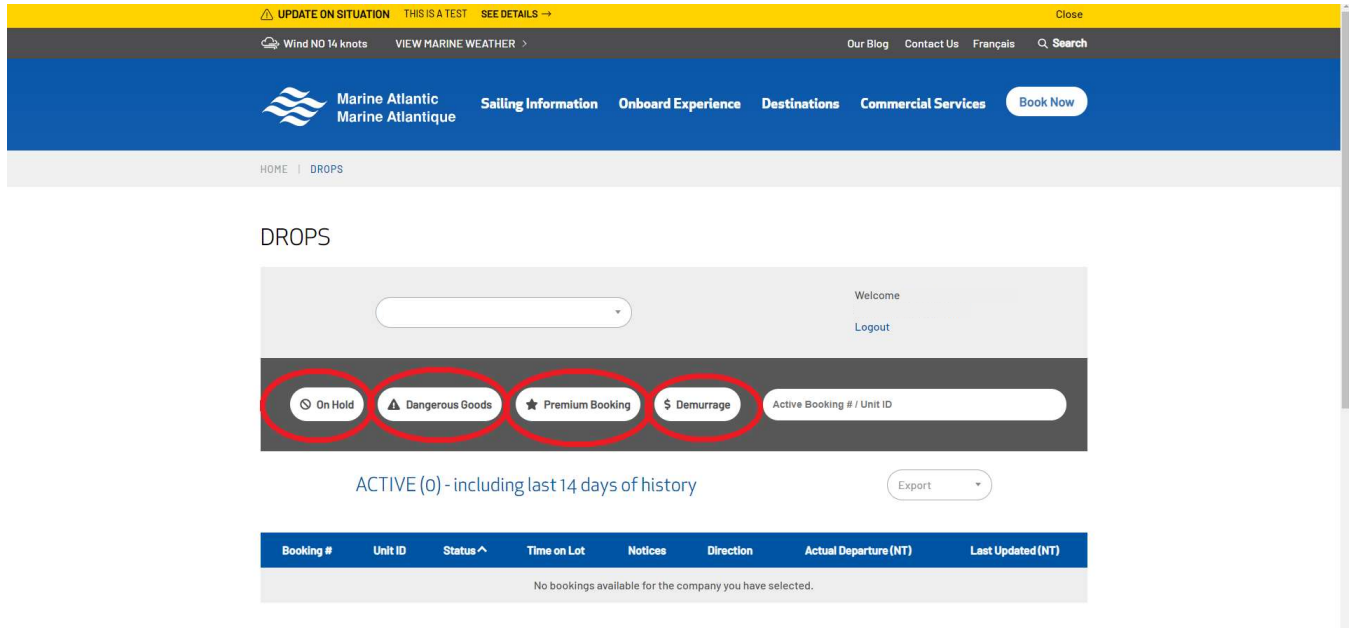 UPDATE ON SITUATION THIS IS A TEST SEE DETAILS → Close
Wind NO 14 knots VIEW MARINE WEATHER > Our Blog Contact Us Français Search
Marine Atlantic
Marine Atlantique
Sailing Information Onboard Experience Destinations Commercial Services Book Now
HOME | DROPS
DROPS
Welcome
Logout
On Hold Dangerous Goods Premium Booking $ Demurrage Active Booking # / Unit ID
ACTIVE (0) - including last 14 days of history Export
Booking # Unit ID Status Time on Lot Notices Direction Actual Departure (NT) Last Updated (NT)
No bookings available for the company you have selected.